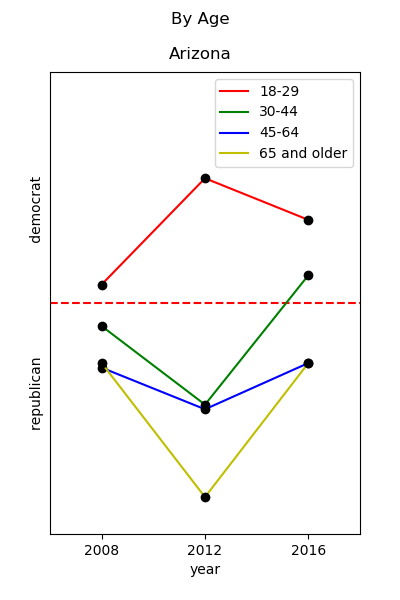 By Age
Arizona
18-29
30-44
45-64
65 and older
democrat
republican
2008
2012
2016
year